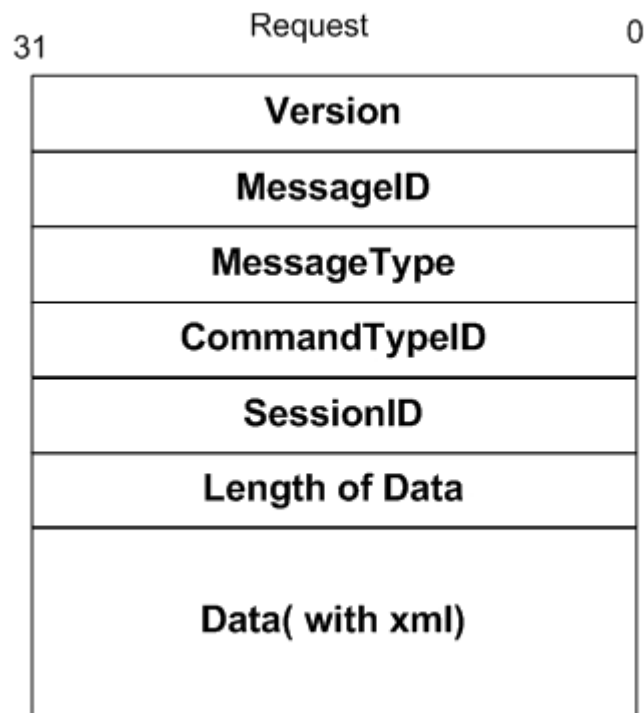 Request
31
0
Version
MessageID
MessageType
CommandTypeID
SessionID
Length of Data
Data( with xml)